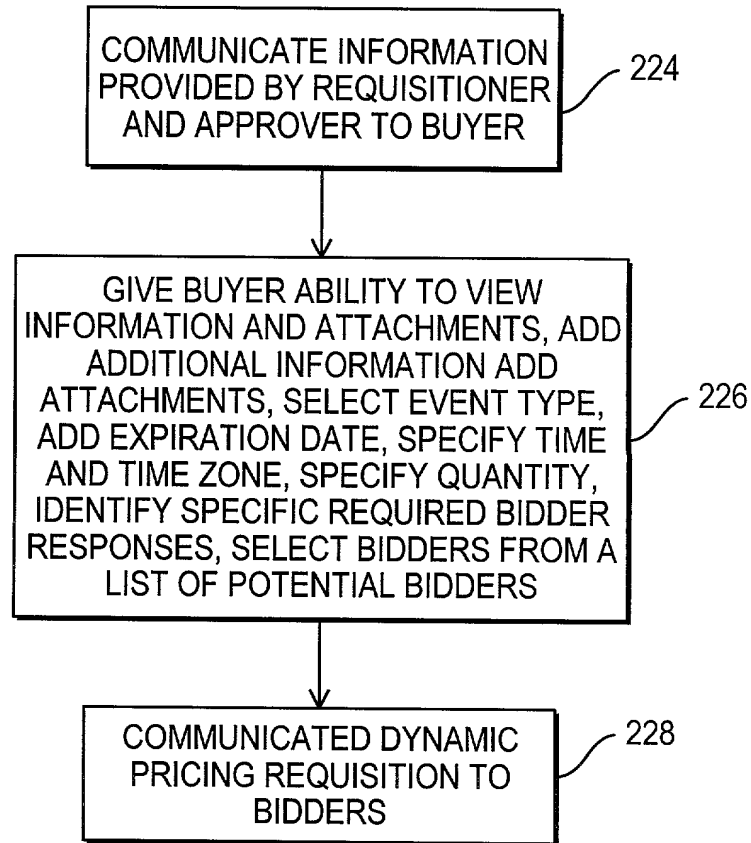 COMMUNICATE INFORMATION
PROVIDED BY REQUISITIONER
AND APPROVER TO BUYER
224
GIVE BUYER ABILITY TO VIEW
INFORMATION AND ATTACHMENTS, ADD
ADDITIONAL INFORMATION ADD
ATTACHMENTS, SELECT EVENT TYPE,
ADD EXPIRATION DATE, SPECIFY TIME
AND TIME ZONE, SPECIFY QUANTITY,
IDENTIFY SPECIFIC REQUIRED BIDDER
RESPONSES, SELECT BIDDERS FROM A
LIST OF POTENTIAL BIDDERS
226
COMMUNICATED DYNAMIC
PRICING REQUISITION TO
BIDDERS
228